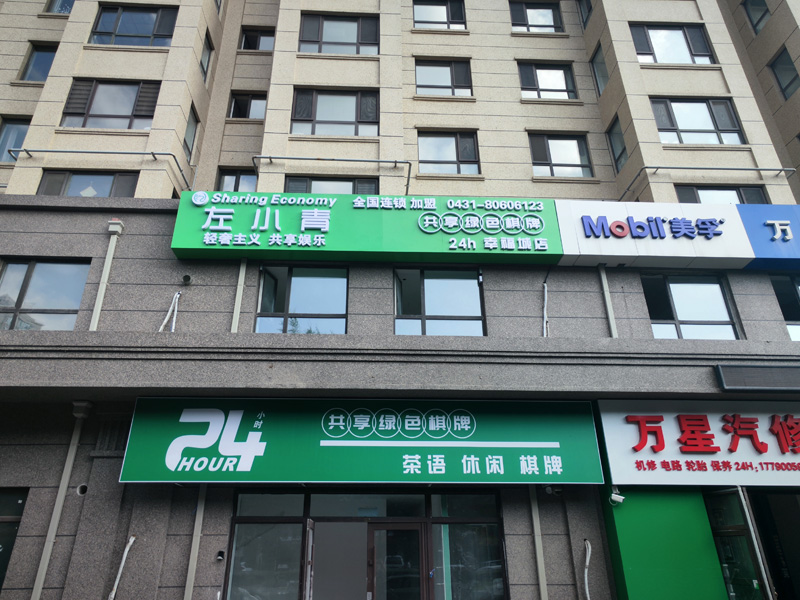 Sharing Economy 全国连锁 加盟 0431-80606123
左小青 共享绿色棋牌
轻奢主义 共享娱乐 24h 幸福城店
Mobil 美孚
万
24 小时
HOUR
共享绿色棋牌
茶语 休闲 棋牌
万星汽修
机修 电路 轮胎 保养 24H:1779005